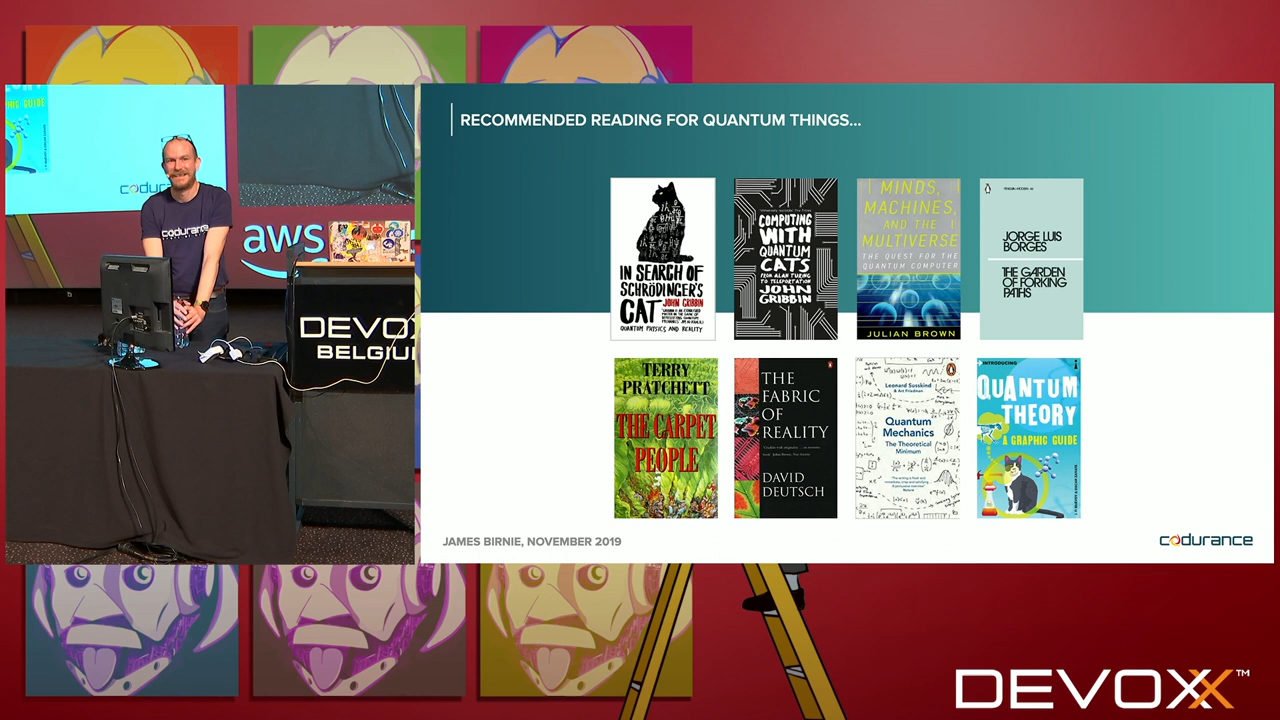 RECOMMENDED READING FOR QUANTUM THINGS...
IN SEARCH OF
SCHRÖDINGER'S
CAT JOHN GRIBBIN
QUANTUM PHYSICS AND REALITY
COMPUTING
WITH
QUANTUM
CATS
FROM ALAN TURING
TO TELEPORTATION
JOHN
GRIBBIN
MINDS,
MACHINES,
AND THE
MULTIVERSE
THE QUEST FOR THE
QUANTUM COMPUTER
JULIAN BROWN
JORGE LUIS
BORGES
THE GARDEN
OF FORKING
PATHS
TERRY
PRATCHETT
THE CARPET
PEOPLE
THE
FABRIC
OF
REALITY
DAVID
DEUTSCH
Leonard Susskind
& Art Friedman
Quantum
Mechanics
The Theoretical
Minimum
INTRODUCING
QUANTUM
THEORY
A GRAPHIC GUIDE
JAMES BIRNIE, NOVEMBER 2019
codurance
codurance
codurance
aws
DEVOX
BELGIU
DEVOXX™